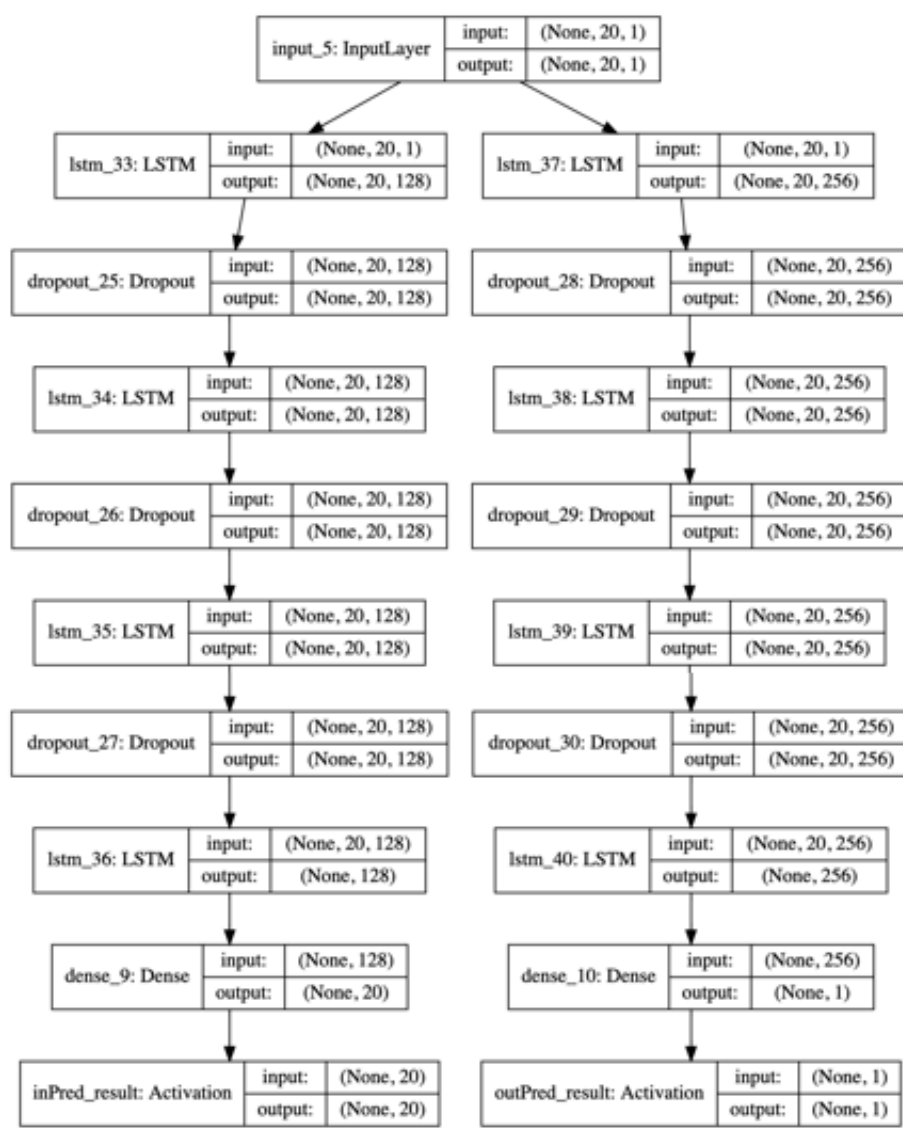 input_5: InputLayer input: (None, 20, 1)
output: (None, 20, 1)
lstm_33: LSTM input: (None, 20, 1)
output: (None, 20, 128)
lstm_37: LSTM input: (None, 20, 1)
output: (None, 20, 256)
dropout_25: Dropout input: (None, 20, 128)
output: (None, 20, 128)
dropout_28: Dropout input: (None, 20, 256)
output: (None, 20, 256)
lstm_34: LSTM input: (None, 20, 128)
output: (None, 20, 128)
lstm_38: LSTM input: (None, 20, 256)
output: (None, 20, 256)
dropout_26: Dropout input: (None, 20, 128)
output: (None, 20, 128)
dropout_29: Dropout input: (None, 20, 256)
output: (None, 20, 256)
lstm_35: LSTM input: (None, 20, 128)
output: (None, 20, 128)
lstm_39: LSTM input: (None, 20, 256)
output: (None, 20, 256)
dropout_27: Dropout input: (None, 20, 128)
output: (None, 20, 128)
dropout_30: Dropout input: (None, 20, 256)
output: (None, 20, 256)
lstm_36: LSTM input: (None, 20, 128)
output: (None, 128)
lstm_40: LSTM input: (None, 20, 256)
output: (None, 256)
dense_9: Dense input: (None, 128)
output: (None, 20)
dense_10: Dense input: (None, 256)
output: (None, 1)
inPred_result: Activation input: (None, 20)
output: (None, 20)
outPred_result: Activation input: (None, 1)
output: (None, 1)